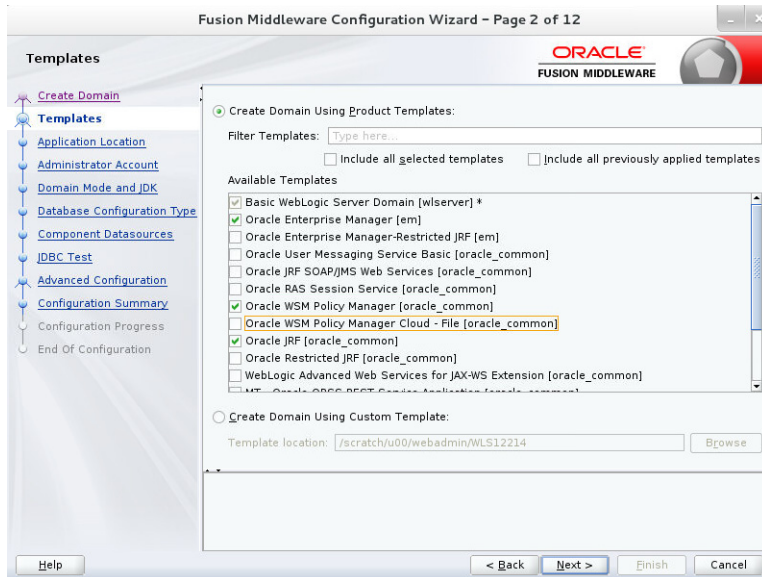 Fusion Middleware Configuration Wizard – Page 2 of 12
Templates
ORACLE
FUSION MIDDLEWARE
Create Domain
Templates
Application Location
Administrator Account
Domain Mode and JDK
Database Configuration Type
Component Datasources
JDBC Test
Advanced Configuration
Configuration Summary
Configuration Progress
End Of Configuration
Create Domain Using Product Templates:
Filter Templates: Type here...
Include all selected templates Include all previously applied templates
Available Templates
Basic WebLogic Server Domain [wlserver] *
Oracle Enterprise Manager [em]
Oracle Enterprise Manager-Restricted JRF [em]
Oracle User Messaging Service Basic [oracle_common]
Oracle JRF SOAP/JMS Web Services [oracle_common]
Oracle RAS Session Service [oracle_common]
Oracle WSM Policy Manager [oracle_common]
Oracle WSM Policy Manager Cloud - File [oracle_common]
Oracle JRF [oracle_common]
Oracle Restricted JRF [oracle_common]
WebLogic Advanced Web Services for JAX-WS Extension [oracle_common]
MT - Oracle OPSS REST Service Application [oracle_common]
Create Domain Using Custom Template:
Template location: /scratch/u00/webadmin/WLS12214 Browse
Help < Back Next > Finish Cancel